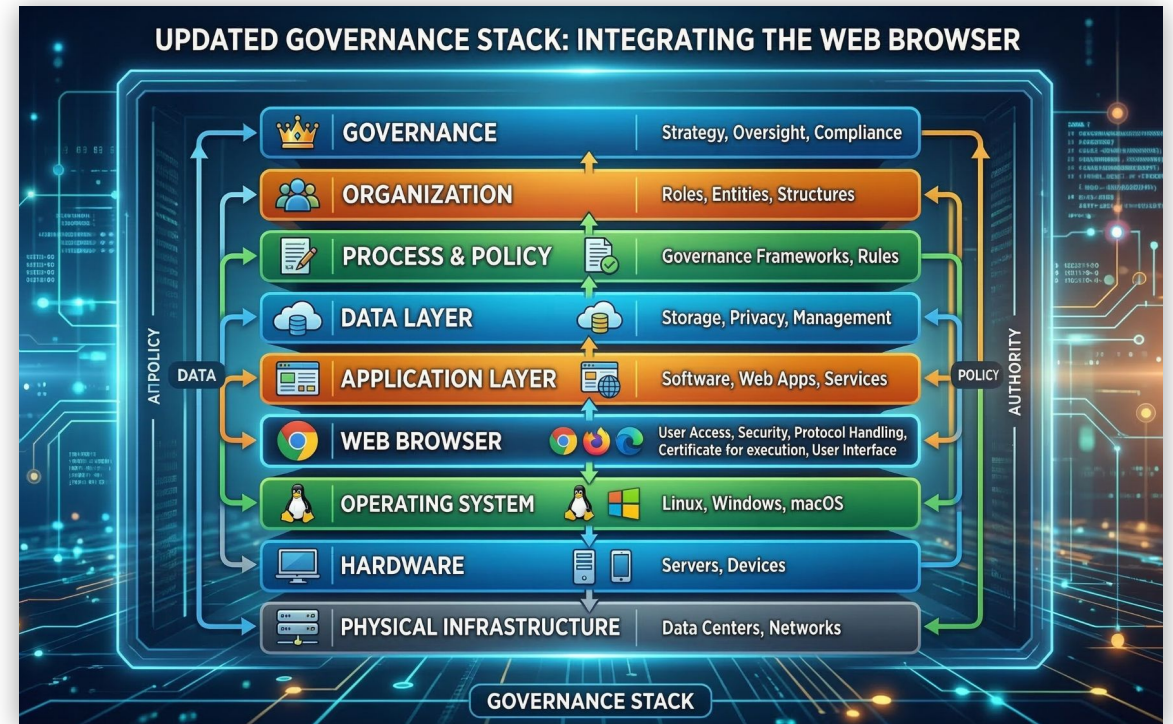 UPDATED GOVERNANCE STACK: INTEGRATING THE WEB BROWSER
GOVERNANCE
Strategy, Oversight, Compliance
ORGANIZATION
Roles, Entities, Structures
PROCESS & POLICY
Governance Frameworks, Rules
DATA LAYER
Storage, Privacy, Management
APPLICATION LAYER
Software, Web Apps, Services
WEB BROWSER
User Access, Security, Protocol Handling,
Certificate for execution, User Interface
OPERATING SYSTEM
Linux, Windows, macOS
HARDWARE
Servers, Devices
PHYSICAL INFRASTRUCTURE
Data Centers, Networks
DATA
POLICY
AUTHORITY
GOVERNANCE STACK